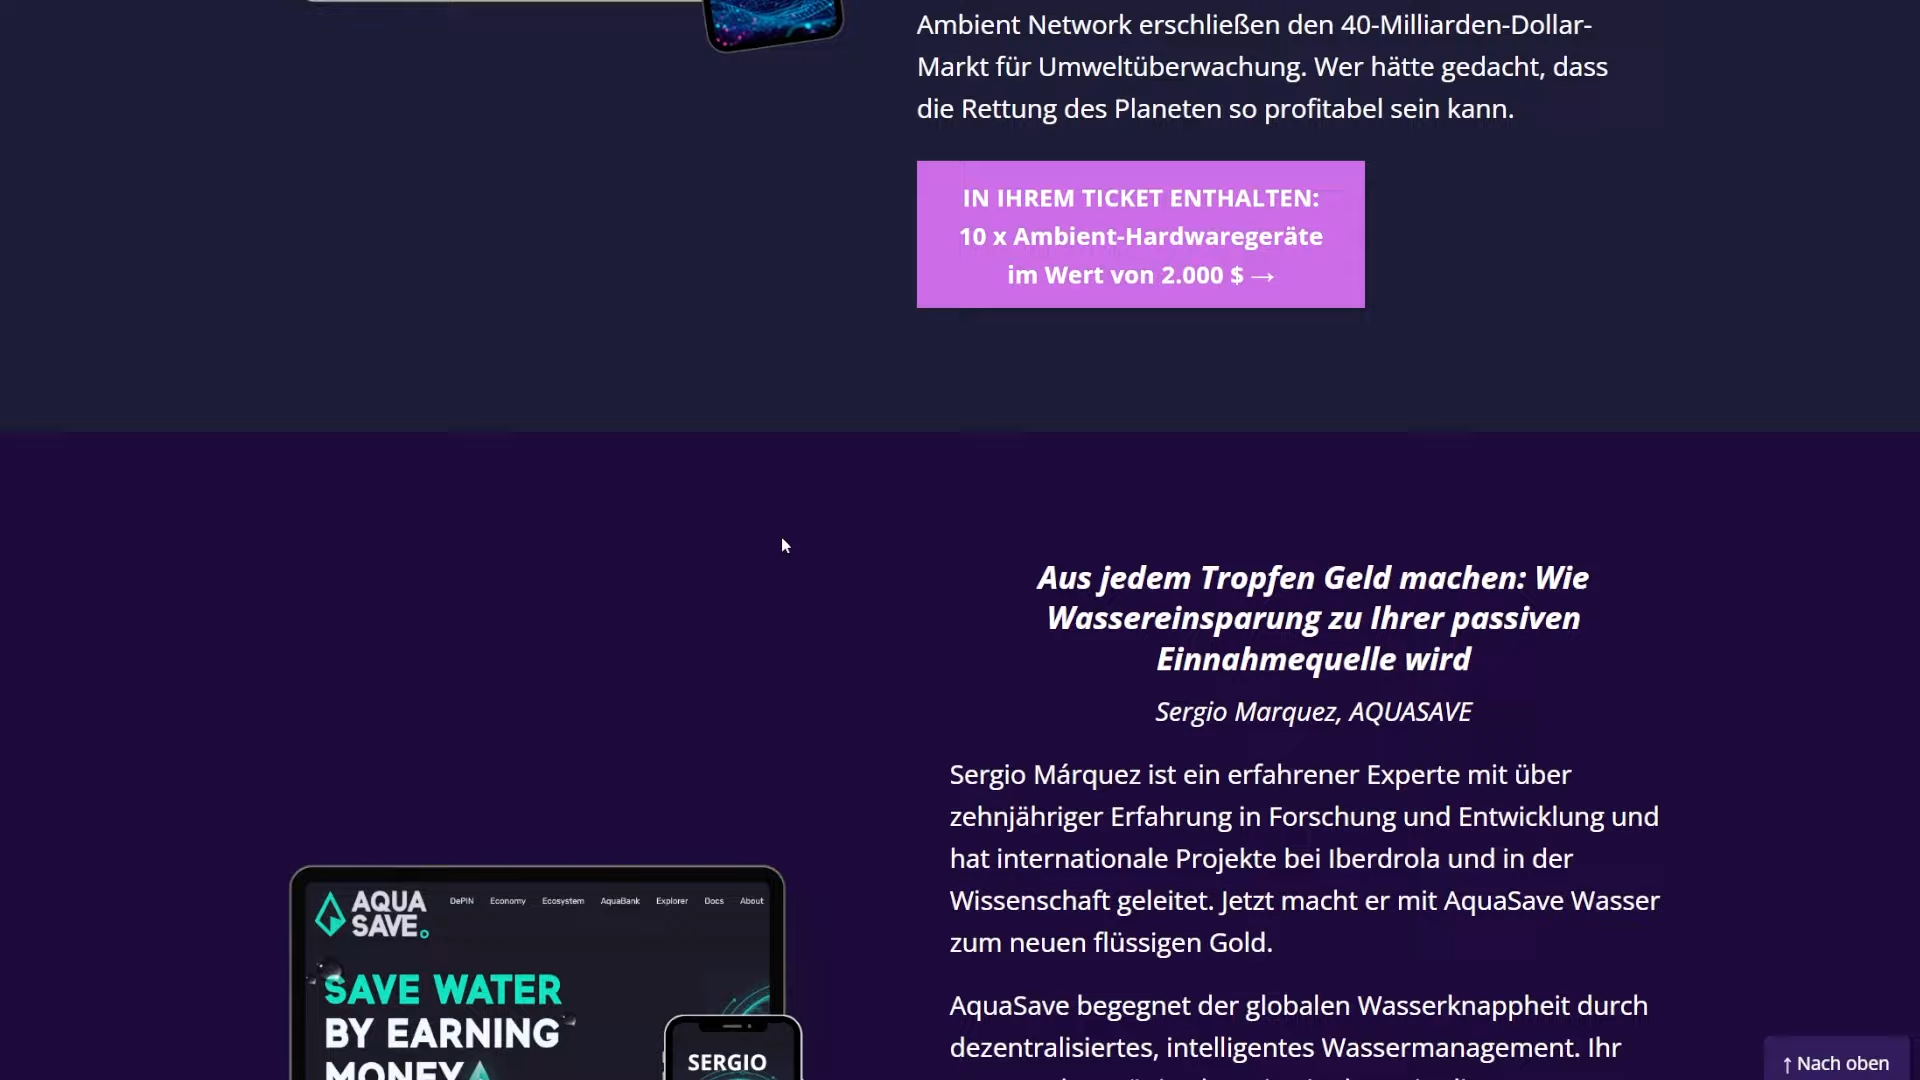 Ambient Network erschließen den 40-Milliarden-Dollar-
Markt für Umweltüberwachung. Wer hätte gedacht, dass
die Rettung des Planeten so profitabel sein kann.
IN IHREM TICKET ENTHALTEN:
10 x Ambient-Hardwaregeräte
im Wert von 2.000 $ →
Aus jedem Tropfen Geld machen: Wie
Wassereinsparung zu Ihrer passiven
Einnahmequelle wird
Sergio Marquez, AQUASAVE
Sergio Márquez ist ein erfahrener Experte mit über
zehnjähriger Erfahrung in Forschung und Entwicklung und
hat internationale Projekte bei Iberdrola und in der
Wissenschaft geleitet. Jetzt macht er mit AquaSave Wasser
zum neuen flüssigen Gold.
AquaSave begegnet der globalen Wasserknappheit durch
dezentralisiertes, intelligentes Wassermanagement. Ihr
AQUA
SAVE
DePIN Economy Ecosystem AquaBank Explorer Docs About
SAVE WATER
BY EARNING
MONEY
SERGIO
↑ Nach oben